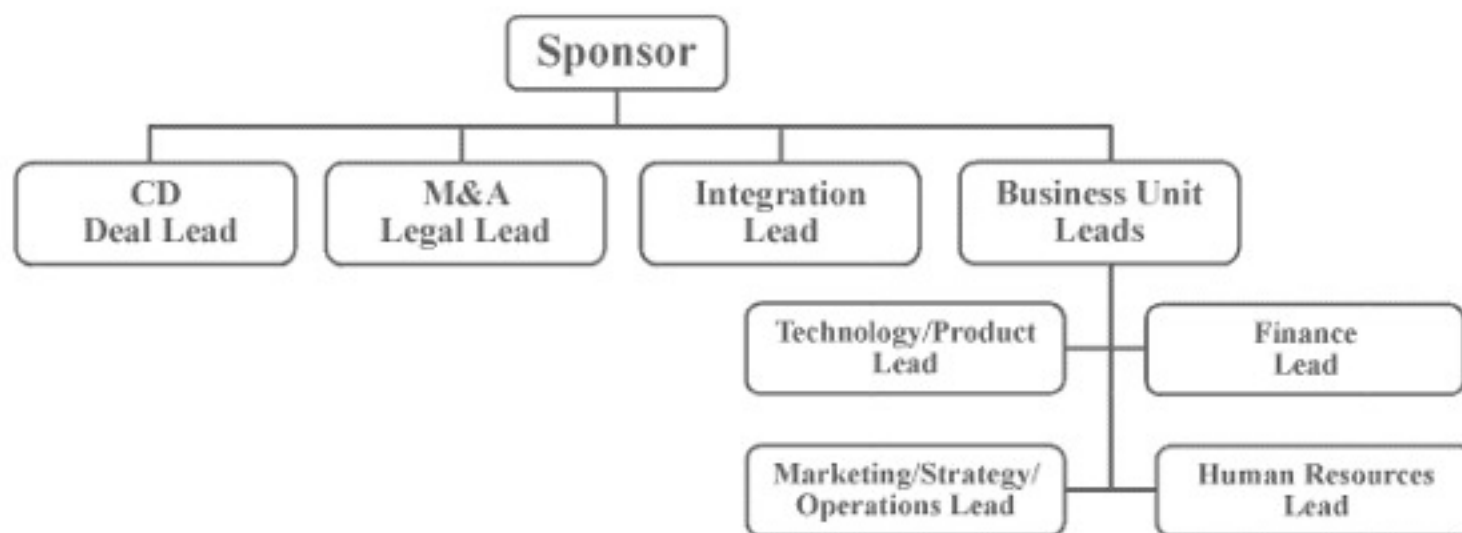 Sponsor
CD
Deal Lead
M&A
Legal Lead
Integration
Lead
Business Unit
Leads
Technology/Product
Lead
Finance
Lead
Marketing/Strategy/
Operations Lead
Human Resources
Lead